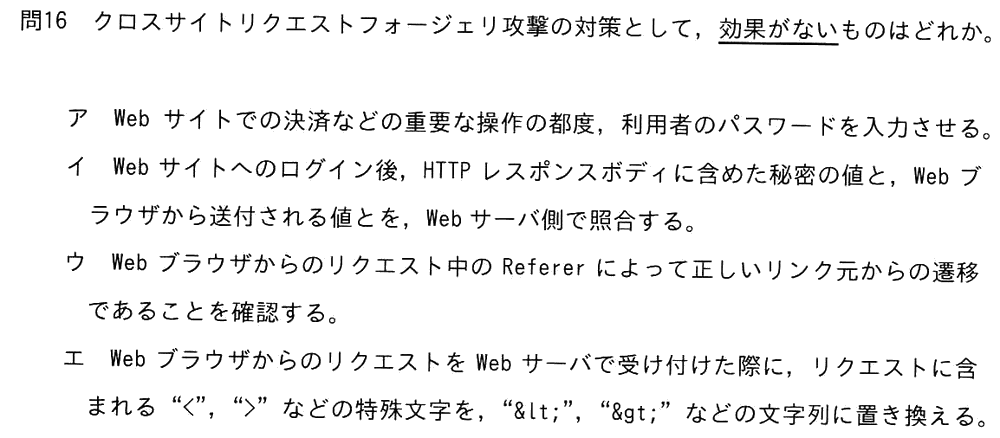 問16 クロスサイトリクエストフォージェリ攻撃の対策として，効果がないものはどれか。
ア Web サイトでの決済などの重要な操作の都度，利用者のパスワードを入力させる。
イ Web サイトへのログイン後，HTTP レスポンスボディに含めた秘密の値と，Web ブ
ラウザから送付される値とを，Web サーバ側で照合する。
ウ Web ブラウザからのリクエスト中の Referer によって正しいリンク元からの遷移
であることを確認する。
エ Web ブラウザからのリクエストを Web サーバで受け付けた際に，リクエストに含
まれる “<”，“>” などの特殊文字を，“&lt;”，“&gt;” などの文字列に置き換える。